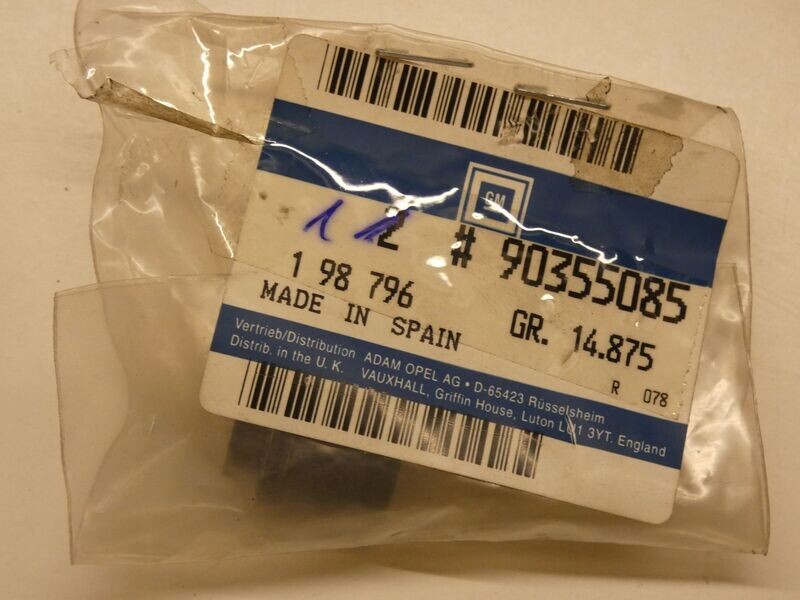 GM
2 # 90355085
1 98 796 GR. 14.875
MADE IN SPAIN R 078
Vertrieb/Distribution ADAM OPEL AG • D-65423 Rüsselsheim
Distrib. in the U. K. VAUXHALL, Griffin House, Luton LU1 3YT. England